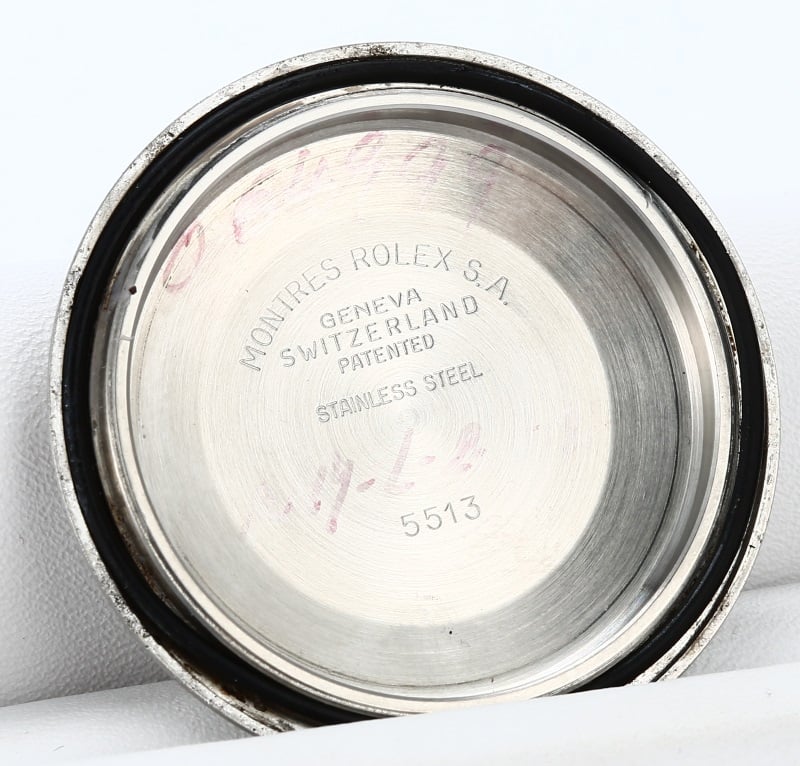 MONTRES ROLEX S.A.
GENEVA
SWITZERLAND
PATENTED
STAINLESS STEEL
5513